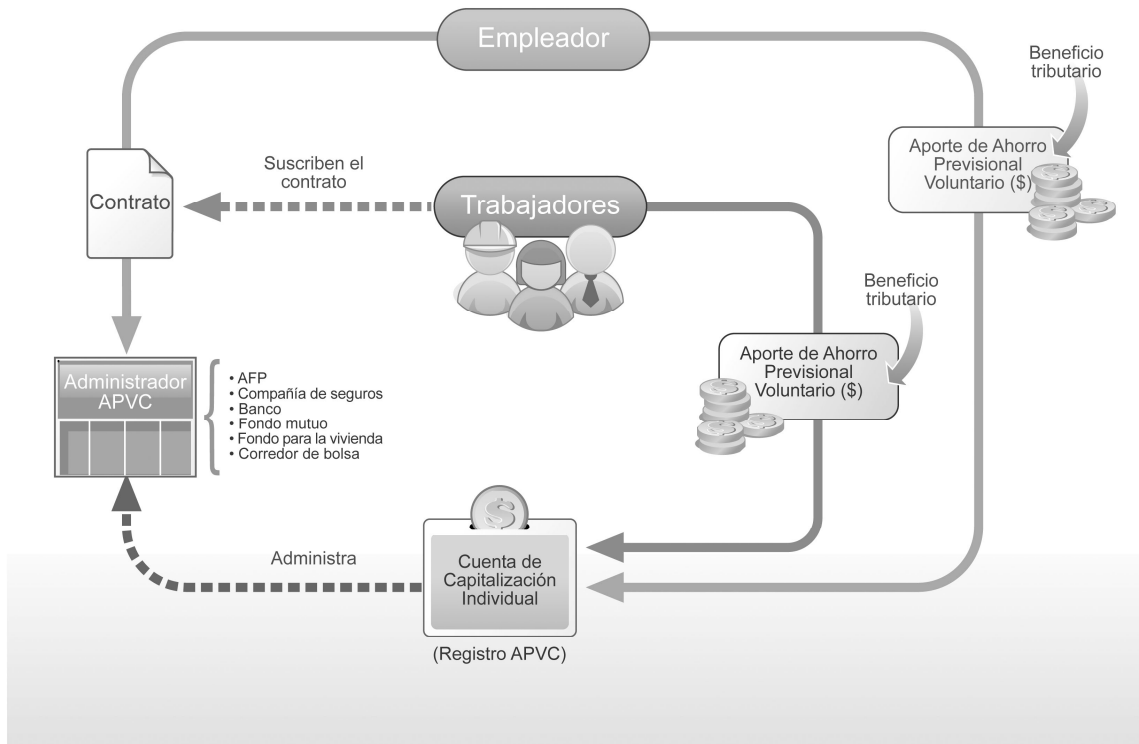 Empleador
Beneficio
tributario
Aporte de Ahorro
Previsional
Voluntario ($)
Suscriben el
contrato
Contrato
Trabajadores
Beneficio
tributario
Aporte de Ahorro
Previsional
Voluntario ($)
Administrador
APVC
• AFP
• Compañía de seguros
• Banco
• Fondo mutuo
• Fondo para la vivienda
• Corredor de bolsa
$
Administra
Cuenta de
Capitalización
Individual
(Registro APVC)